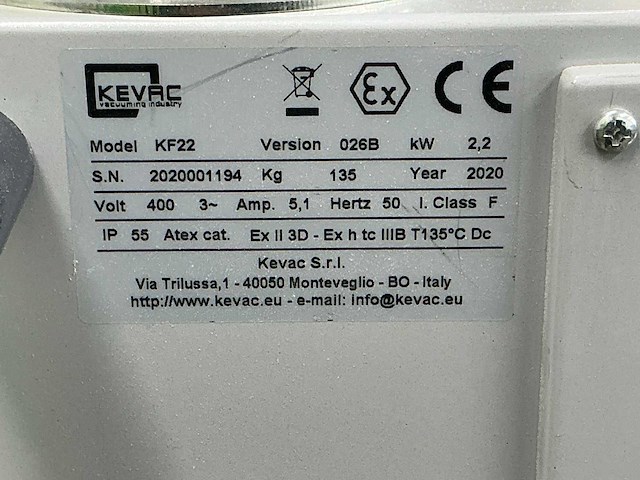 KEVAC
vacuuming industry
Ex CE
Model KF22 Version 026B kW 2,2
S.N. 2020001194 Kg 135 Year 2020
Volt 400 3~ Amp. 5,1 Hertz 50 I. Class F
IP 55 Atex cat. Ex II 3D - Ex h tc IIIB T135°C Dc
Kevac S.r.l.
Via Trilussa,1 - 40050 Monteveglio - BO - Italy
http://www.kevac.eu - e-mail: info@kevac.eu